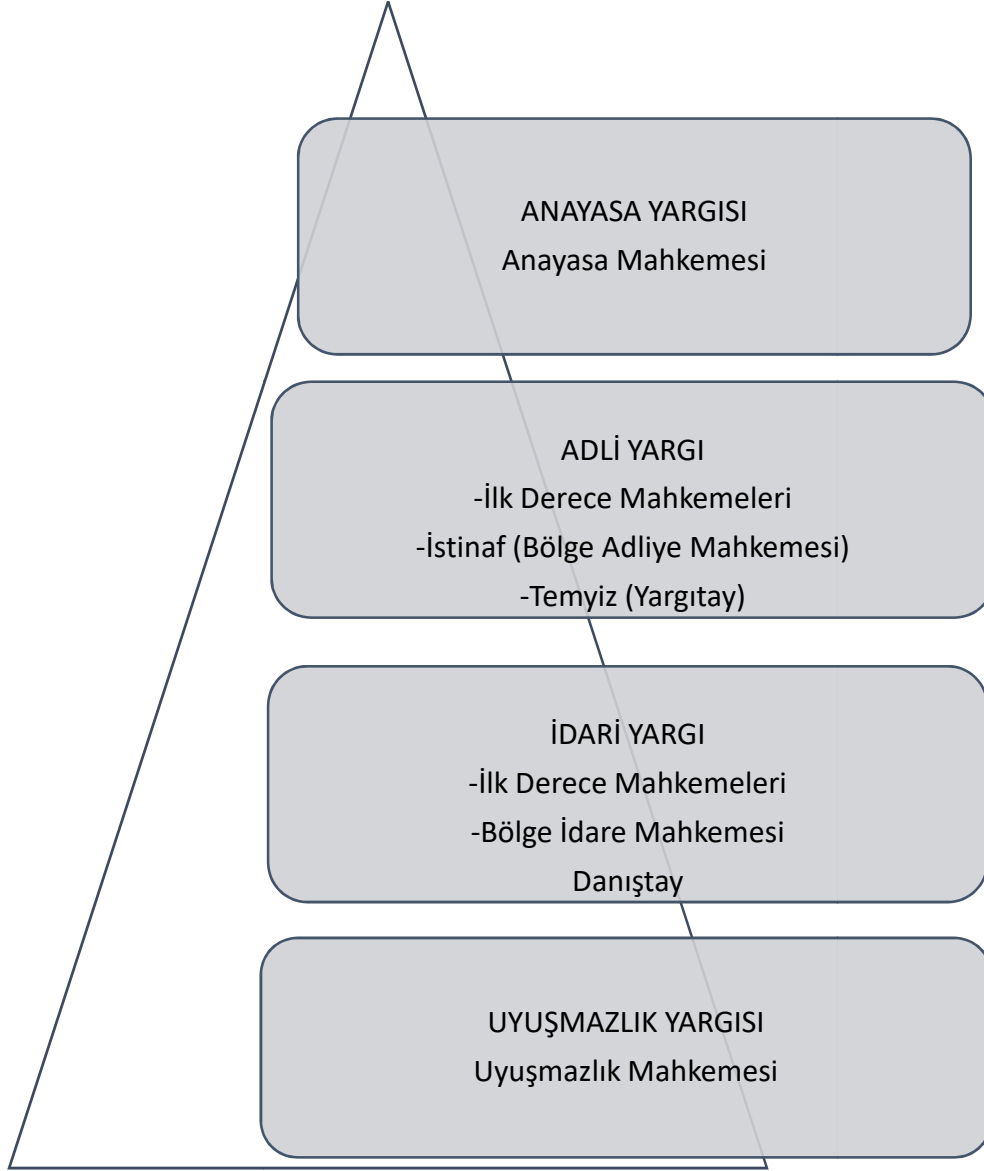 ANAYASA YARGISI
Anayasa Mahkemesi
ADLİ YARGI
-İlk Derece Mahkemeleri
-İstinaf (Bölge Adliye Mahkemesi)
-Temyiz (Yargıtay)
İDARİ YARGI
-İlk Derece Mahkemeleri
-Bölge İdare Mahkemesi
Danıştay
UYUŞMAZLIK YARGISI
Uyuşmazlık Mahkemesi